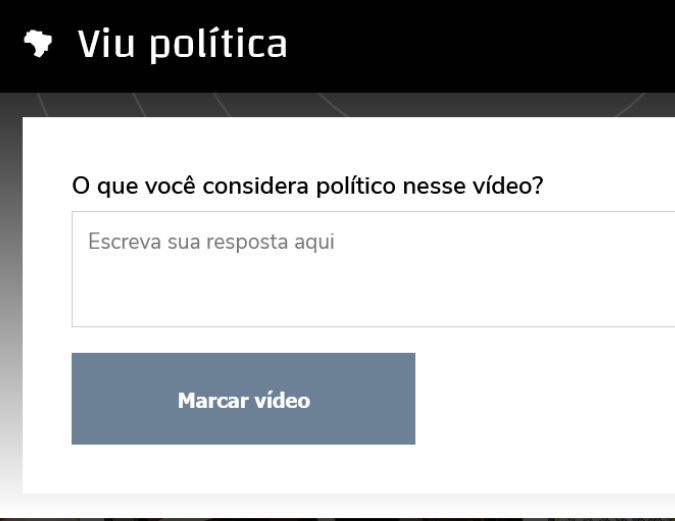 Viu política
O que você considera político nesse vídeo?
Escreva sua resposta aqui
Marcar vídeo